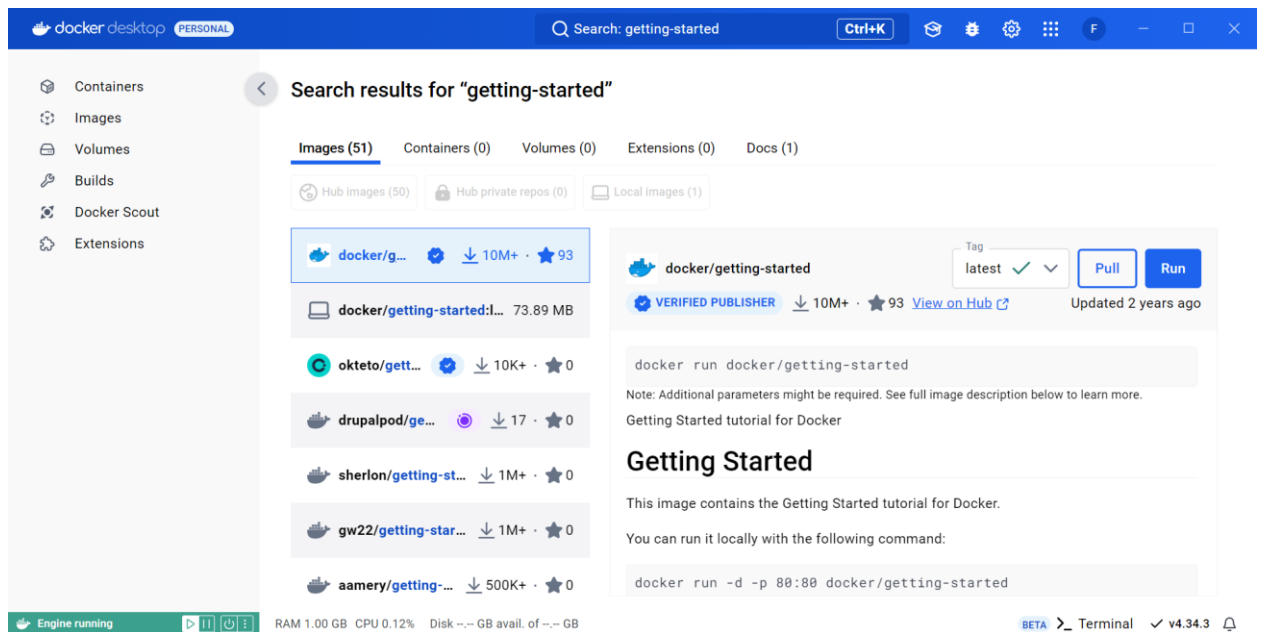 docker desktop PERSONAL Search: getting-started Ctrl+K F
Containers
Images
Volumes
Builds
Docker Scout
Extensions
Search results for “getting-started”
Images (51) Containers (0) Volumes (0) Extensions (0) Docs (1)
Hub images (50) Hub private repos (0) Local images (1)
docker/g... 10M+ · 93
docker/getting-started:l... 73.89 MB
okteto/gett... 10K+ · 0
drupalpod/ge... 17 · 0
sherlon/getting-st... 1M+ · 0
gw22/getting-star... 1M+ · 0
aamery/getting-... 500K+ · 0
Tag
docker/getting-started latest Pull Run
VERIFIED PUBLISHER 10M+ · 93 View on Hub Updated 2 years ago
docker run docker/getting-started
Note: Additional parameters might be required. See full image description below to learn more.
Getting Started tutorial for Docker
Getting Started
This image contains the Getting Started tutorial for Docker.
You can run it locally with the following command:
docker run -d -p 80:80 docker/getting-started
Engine running RAM 1.00 GB CPU 0.12% Disk --.-- GB avail. of --.-- GB BETA Terminal v4.34.3